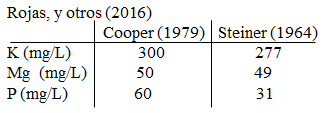 Rojas, y otros (2016)
Cooper (1979) Steiner (1964)
K (mg/L) 300 277
Mg (mg/L) 50 49
P (mg/L) 60 31